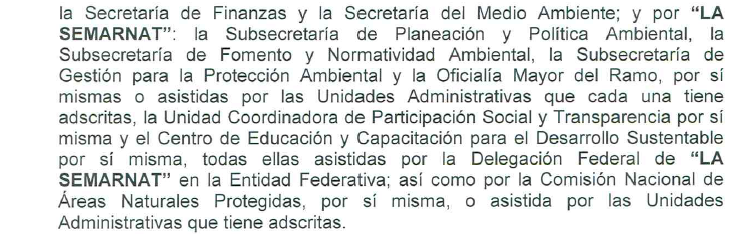 la Secretaría de Finanzas y la Secretaría del Medio Ambiente; y por “LA
SEMARNAT”: la Subsecretaría de Planeación y Política Ambiental, la
Subsecretaría de Fomento y Normatividad Ambiental, la Subsecretaría de
Gestión para la Protección Ambiental y la Oficialía Mayor del Ramo, por sí
mismas o asistidas por las Unidades Administrativas que cada una tiene
adscritas, la Unidad Coordinadora de Participación Social y Transparencia por sí
misma y el Centro de Educación y Capacitación para el Desarrollo Sustentable
por sí misma, todas ellas asistidas por la Delegación Federal de “LA
SEMARNAT” en la Entidad Federativa; así como por la Comisión Nacional de
Áreas Naturales Protegidas, por sí misma, o asistida por las Unidades
Administrativas que tiene adscritas.